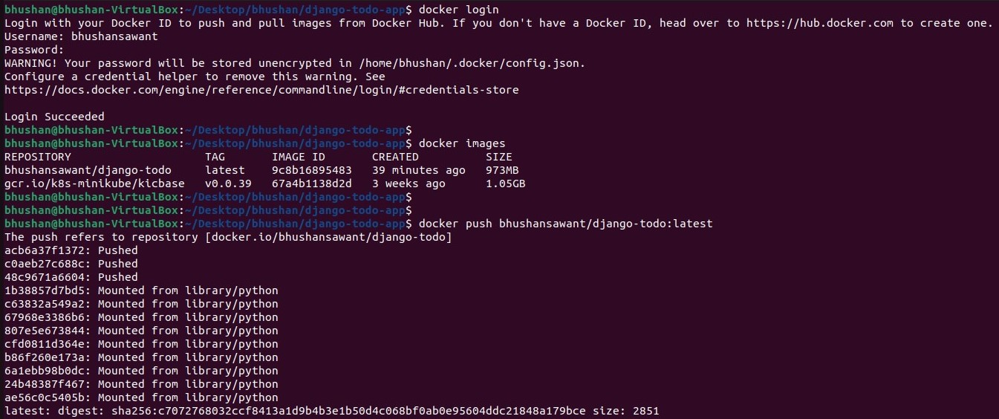 bhushan@bhushan-VirtualBox:~/Desktop/bhushan/django-todo-app$ docker login
Login with your Docker ID to push and pull images from Docker Hub. If you don't have a Docker ID, head over to https://hub.docker.com to create one.
Username: bhushansawant
Password:
WARNING! Your password will be stored unencrypted in /home/bhushan/.docker/config.json.
Configure a credential helper to remove this warning. See
https://docs.docker.com/engine/reference/commandline/login/#credentials-store
Login Succeeded
bhushan@bhushan-VirtualBox:~/Desktop/bhushan/django-todo-app$
bhushan@bhushan-VirtualBox:~/Desktop/bhushan/django-todo-app$ docker images
REPOSITORY                    TAG       IMAGE ID       CREATED          SIZE
bhushansawant/django-todo     latest    9c8b16895483   39 minutes ago   973MB
gcr.io/k8s-minikube/kicbase   v0.0.39   67a4b1138d2d   3 weeks ago      1.05GB
bhushan@bhushan-VirtualBox:~/Desktop/bhushan/django-todo-app$
bhushan@bhushan-VirtualBox:~/Desktop/bhushan/django-todo-app$
bhushan@bhushan-VirtualBox:~/Desktop/bhushan/django-todo-app$ docker push bhushansawant/django-todo:latest
The push refers to repository [docker.io/bhushansawant/django-todo]
acb6a37f1372: Pushed
c0aeb27c688c: Pushed
48c9671a6604: Pushed
1b38857d7bd5: Mounted from library/python
c63832a549a2: Mounted from library/python
67968e3386b6: Mounted from library/python
807e5e673844: Mounted from library/python
cfd0811d364e: Mounted from library/python
b86f260e173a: Mounted from library/python
6a1ebb98b0dc: Mounted from library/python
24b48387f467: Mounted from library/python
ae56c0c5405b: Mounted from library/python
latest: digest: sha256:c7072768032ccf8413a1d9b4b3e1b50d4c068bf0ab0e95604ddc21848a179bce size: 2851